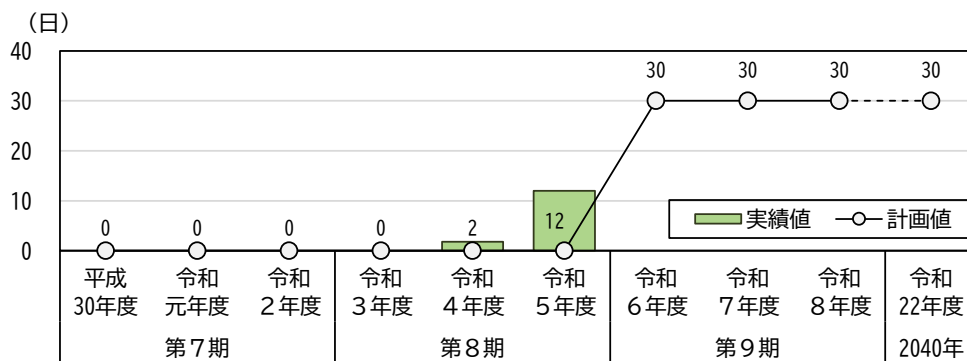 （日）
40
30
20
10
0
0 0 0 0 2 12 30 30 30 30
実績値 計画値
平成 令和 令和 令和 令和 令和 令和 令和 令和 令和
30年度 元年度 ２年度 ３年度 ４年度 ５年度 ６年度 ７年度 ８年度 22年度
第７期 第８期 第９期 2040年